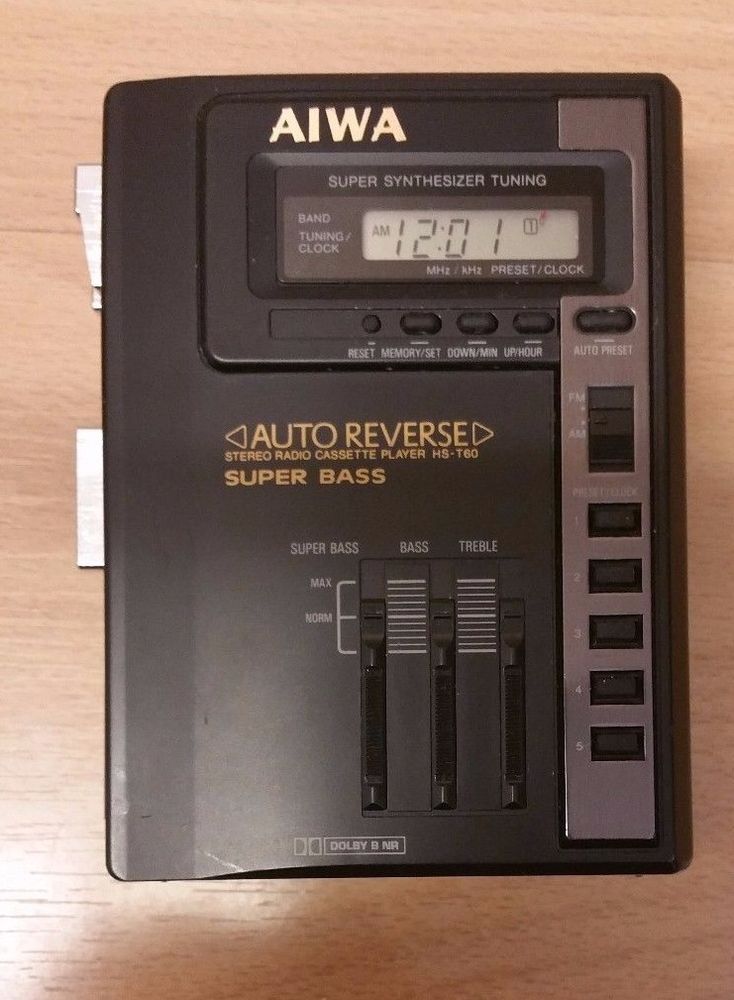 AIWA
SUPER SYNTHESIZER TUNING
BAND
TUNING/
CLOCK
AM 12:01 1
MHz / kHz PRESET/CLOCK
RESET MEMORY/SET DOWN/MIN UP/HOUR
AUTO PRESET
FM
AM
AUTO REVERSE
STEREO RADIO CASSETTE PLAYER HS-T60
SUPER BASS
PRESET/CLOCK
1
2
3
4
5
SUPER BASS BASS TREBLE
MAX
NORM
DOLBY B NR